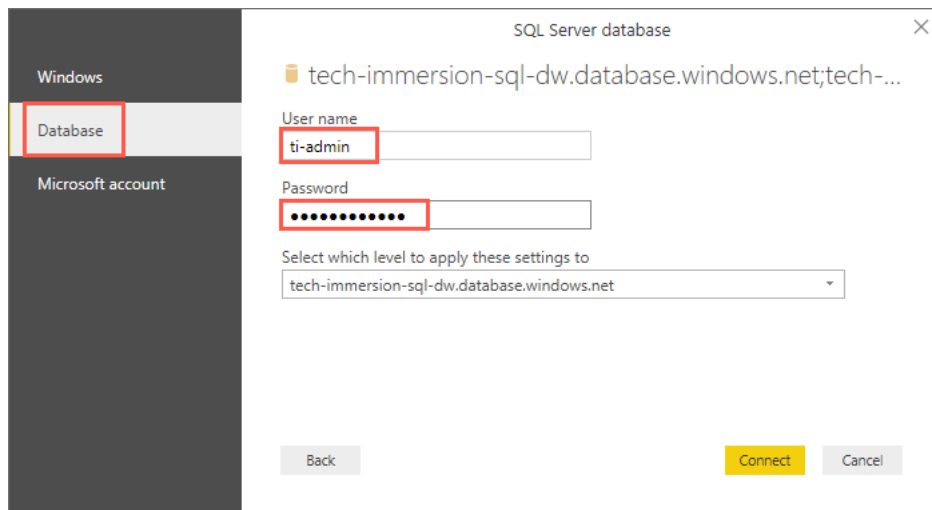 SQL Server database
Windows
Database
Microsoft account
tech-immersion-sql-dw.database.windows.net;tech-...
User name
ti-admin
Password
●●●●●●●●●●●●
Select which level to apply these settings to
tech-immersion-sql-dw.database.windows.net
Back
Connect
Cancel